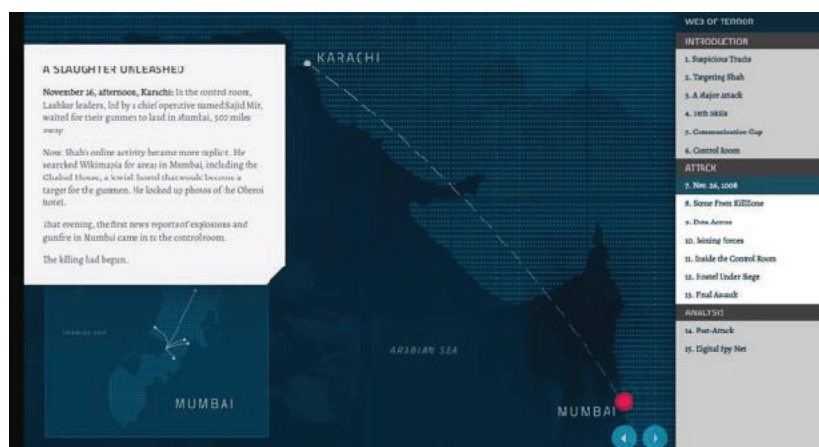 A SLAUGHTER UNLEASHED
November 26, afternoon, Karachi: In the control room,
Lashkar leaders, led by a chief operative named Sajid Mir,
waited for their gunmen to land in Mumbai, 500 miles
away
Now, Shah's online activity became more explicit. He
searched Wikimapia for areas in Mumbai, including the
Chabad House, a Jewish hostel that would become a
target for the gunmen. He looked up photos of the Oberoi
hotel.
That evening, the first news reports of explosions and
gunfire in Mumbai came in to the control room.
The killing had begun.
KARACHI
ARABIAN SEA
MUMBAI
ARABIAN SEA
MUMBAI
WEB OF TERROR
INTRODUCTION
1. Suspicious Tracks
2. Targeting Shah
3. A Major Attack
4. Tech Skills
5. Communication Gap
6. Control Room
ATTACK
7. Nov. 26, 2008
8. Scene From Kill Zone
9. Data Access
10. Joining Forces
11. Inside the Control Room
12. Hostel Under Siege
13. Final Assault
ANALYSIS
14. Post-Attack
15. Digital Spy Net